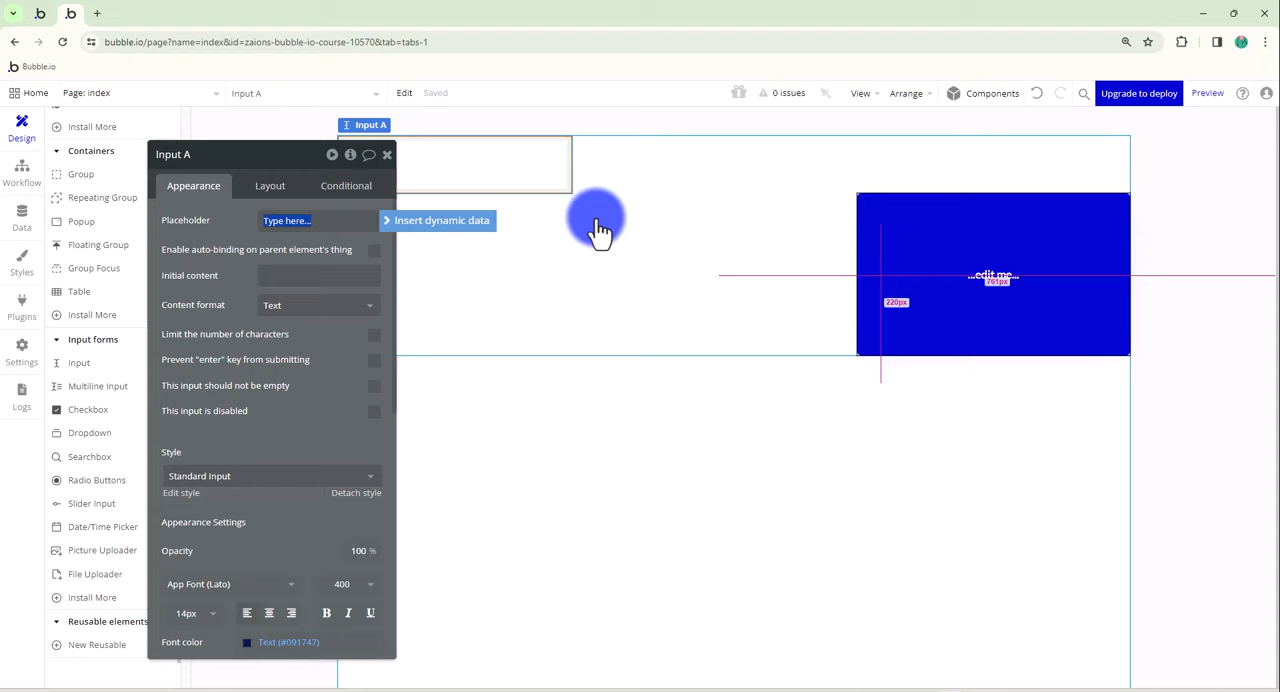 bubble.io/page?name=index&id=zaions-bubble-io-course-10570&tab=tabs-1
Bubble.io
Home
Page: index
Input A
Edit
Saved
0 issues
View
Arrange
Components
Upgrade to deploy
Preview
Design
Workflow
Data
Styles
Plugins
Settings
Logs
Install More
Containers
Group
Repeating Group
Popup
Floating Group
Group Focus
Table
Install More
Input forms
Input
Multiline Input
Checkbox
Dropdown
Searchbox
Radio Buttons
Slider Input
Date/Time Picker
Picture Uploader
File Uploader
Install More
Reusable elements
New Reusable
Input A
Input A
Appearance
Layout
Conditional
Placeholder
Type here...
Insert dynamic data
Enable auto-binding on parent element's thing
Initial content
Content format
Text
Limit the number of characters
Prevent "enter" key from submitting
This input should not be empty
This input is disabled
Style
Standard Input
Edit style
Detach style
Appearance Settings
Opacity
100 %
App Font (Lato)
400
14px
B I U
Font color
Text (#091747)
...edit me...
761px
220px